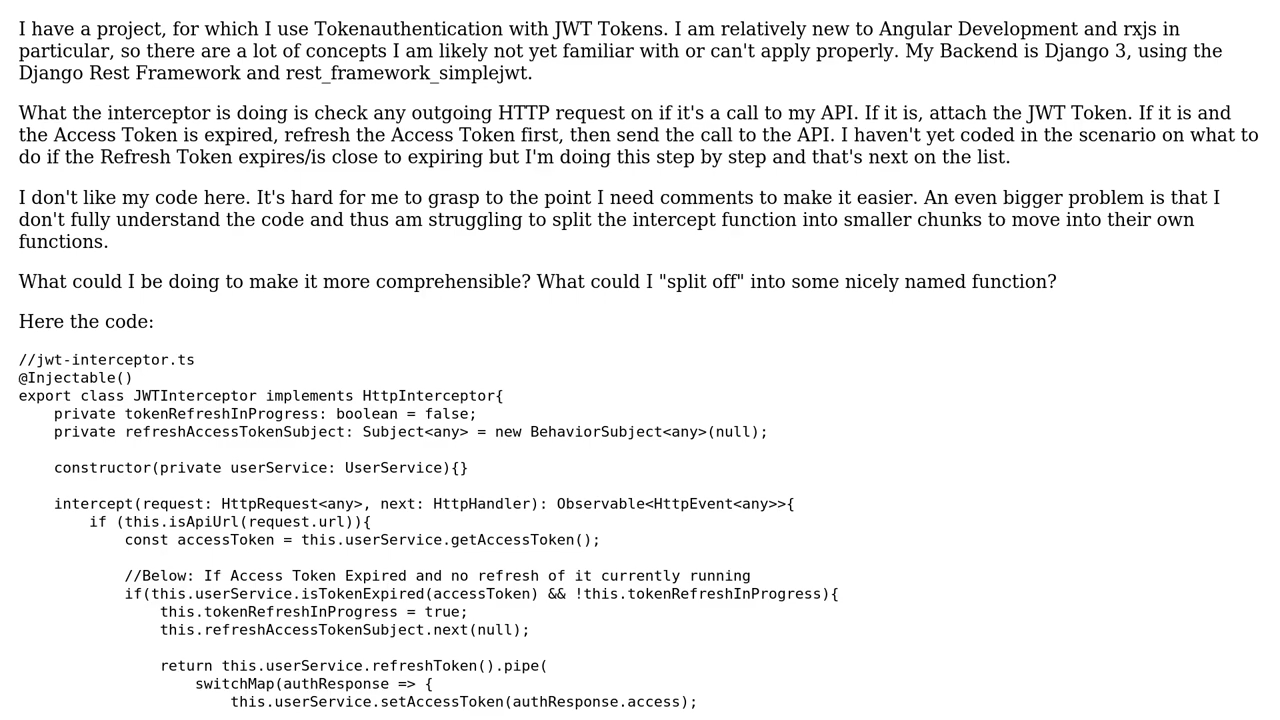 I have a project, for which I use Tokenauthentication with JWT Tokens. I am relatively new to Angular Development and rxjs in
particular, so there are a lot of concepts I am likely not yet familiar with or can't apply properly. My Backend is Django 3, using the
Django Rest Framework and rest_framework_simplejwt.
What the interceptor is doing is check any outgoing HTTP request on if it's a call to my API. If it is, attach the JWT Token. If it is and
the Access Token is expired, refresh the Access Token first, then send the call to the API. I haven't yet coded in the scenario on what to
do if the Refresh Token expires/is close to expiring but I'm doing this step by step and that's next on the list.
I don't like my code here. It's hard for me to grasp to the point I need comments to make it easier. An even bigger problem is that I
don't fully understand the code and thus am struggling to split the intercept function into smaller chunks to move into their own
functions.
What could I be doing to make it more comprehensible? What could I "split off" into some nicely named function?
Here the code:
//jwt-interceptor.ts
@Injectable()
export class JWTInterceptor implements HttpInterceptor{
    private tokenRefreshInProgress: boolean = false;
    private refreshAccessTokenSubject: Subject<any> = new BehaviorSubject<any>(null);
    constructor(private userService: UserService){}
    intercept(request: HttpRequest<any>, next: HttpHandler): Observable<HttpEvent<any>>{
        if (this.isApiUrl(request.url)){
            const accessToken = this.userService.getAccessToken();
            //Below: If Access Token Expired and no refresh of it currently running
            if(this.userService.isTokenExpired(accessToken) && !this.tokenRefreshInProgress){
                this.tokenRefreshInProgress = true;
                this.refreshAccessTokenSubject.next(null);
                return this.userService.refreshToken().pipe(
                    switchMap(authResponse => {
                        this.userService.setAccessToken(authResponse.access);